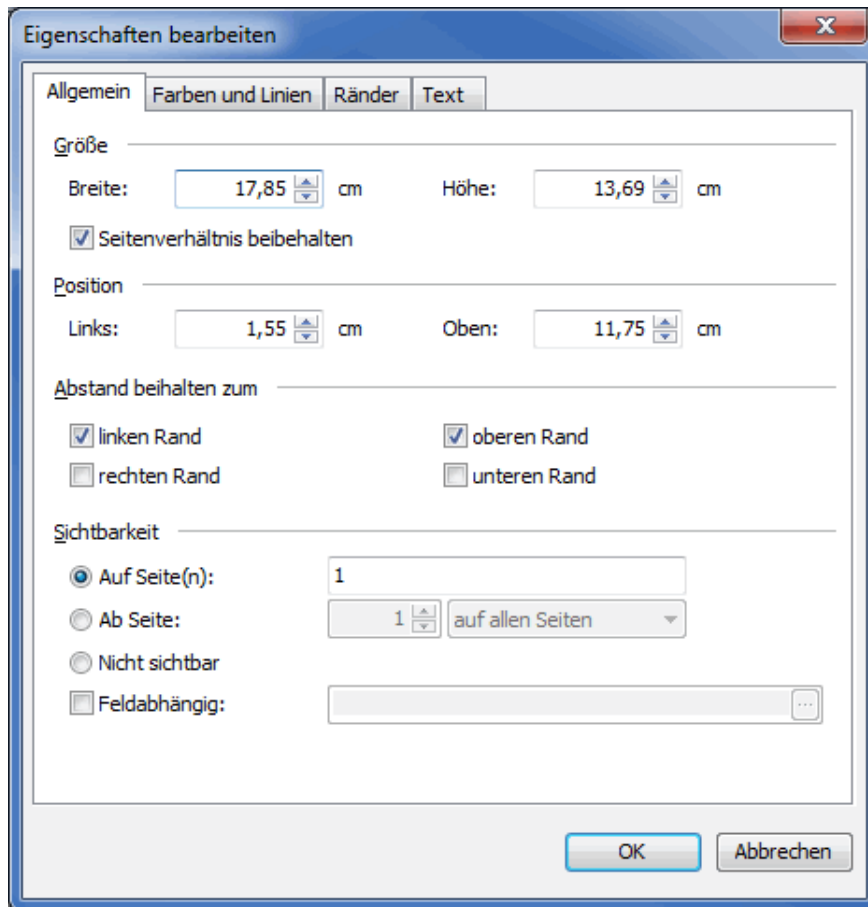 Eigenschaften bearbeiten
X
Allgemein Farben und Linien Ränder Text
Größe
Breite: 17,85 cm Höhe: 13,69 cm
Seitenverhältnis beibehalten
Position
Links: 1,55 cm Oben: 11,75 cm
Abstand beihalten zum
linken Rand oberen Rand
rechten Rand unteren Rand
Sichtbarkeit
Auf Seite(n): 1
Ab Seite: 1 auf allen Seiten
Nicht sichtbar
Feldabhängig: ...
OK Abbrechen